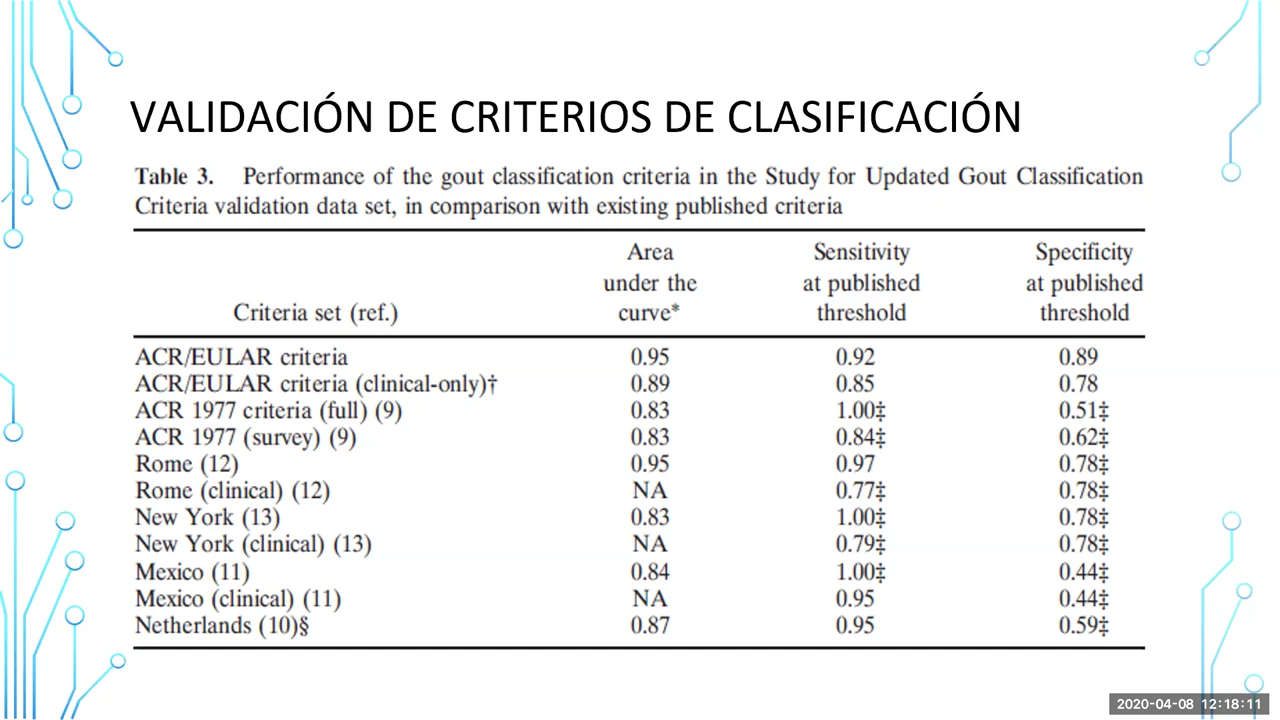 VALIDACIÓN DE CRITERIOS DE CLASIFICACIÓN
Table 3. Performance of the gout classification criteria in the Study for Updated Gout Classification
Criteria validation data set, in comparison with existing published criteria
Area Sensitivity Specificity
under the at published at published
Criteria set (ref.) curve* threshold threshold
ACR/EULAR criteria 0.95 0.92 0.89
ACR/EULAR criteria (clinical-only)† 0.89 0.85 0.78
ACR 1977 criteria (full) (9) 0.83 1.00‡ 0.51‡
ACR 1977 (survey) (9) 0.83 0.84‡ 0.62‡
Rome (12) 0.95 0.97 0.78‡
Rome (clinical) (12) NA 0.77‡ 0.78‡
New York (13) 0.83 1.00‡ 0.78‡
New York (clinical) (13) NA 0.79‡ 0.78‡
Mexico (11) 0.84 1.00‡ 0.44‡
Mexico (clinical) (11) NA 0.95 0.44‡
Netherlands (10)§ 0.87 0.95 0.59‡
2020-04-08 12:18:11